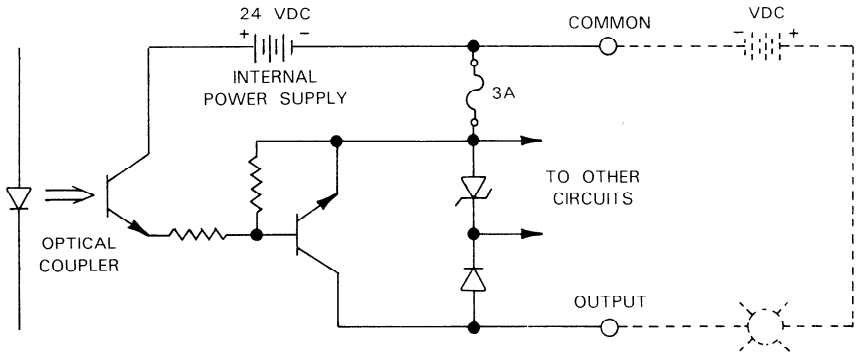 24 VDC
+ −
INTERNAL
POWER SUPPLY
COMMON
VDC
− +
3A
TO OTHER
CIRCUITS
OPTICAL
COUPLER
OUTPUT